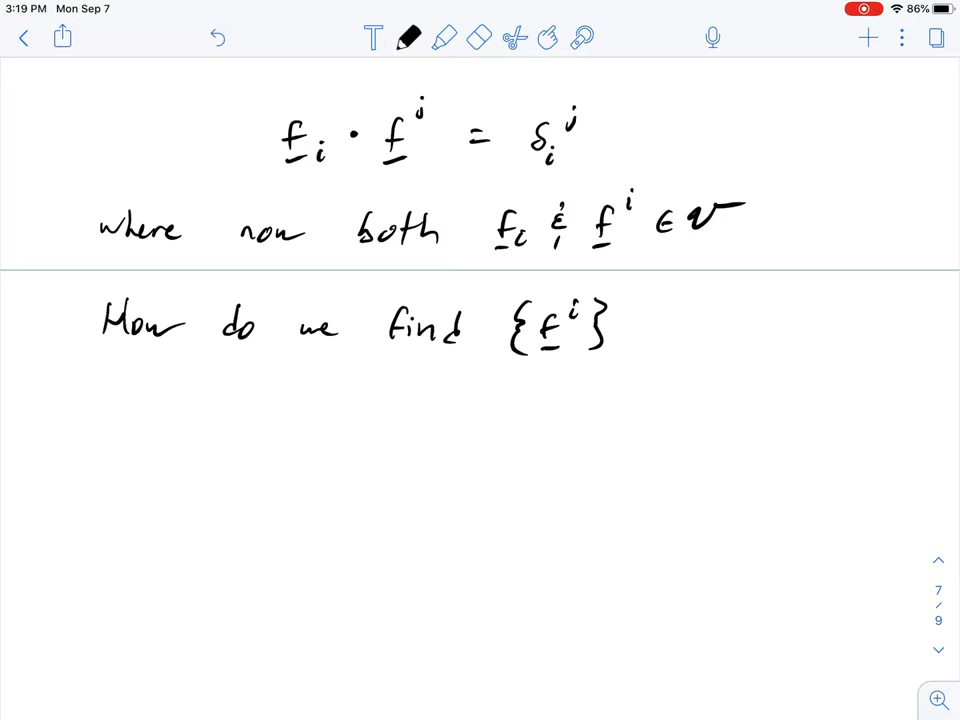 3:19 PM Mon Sep 7 86%
f_i · f^j = δ_i^j
where now both f_i & f^i ∈ V
How do we find {f^i}
7
/
9